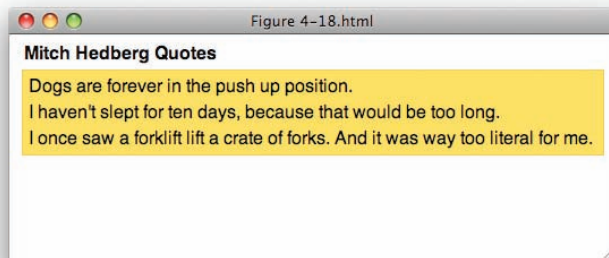 Figure 4-18.html
Mitch Hedberg Quotes
Dogs are forever in the push up position.
I haven't slept for ten days, because that would be too long.
I once saw a forklift lift a crate of forks. And it was way too literal for me.